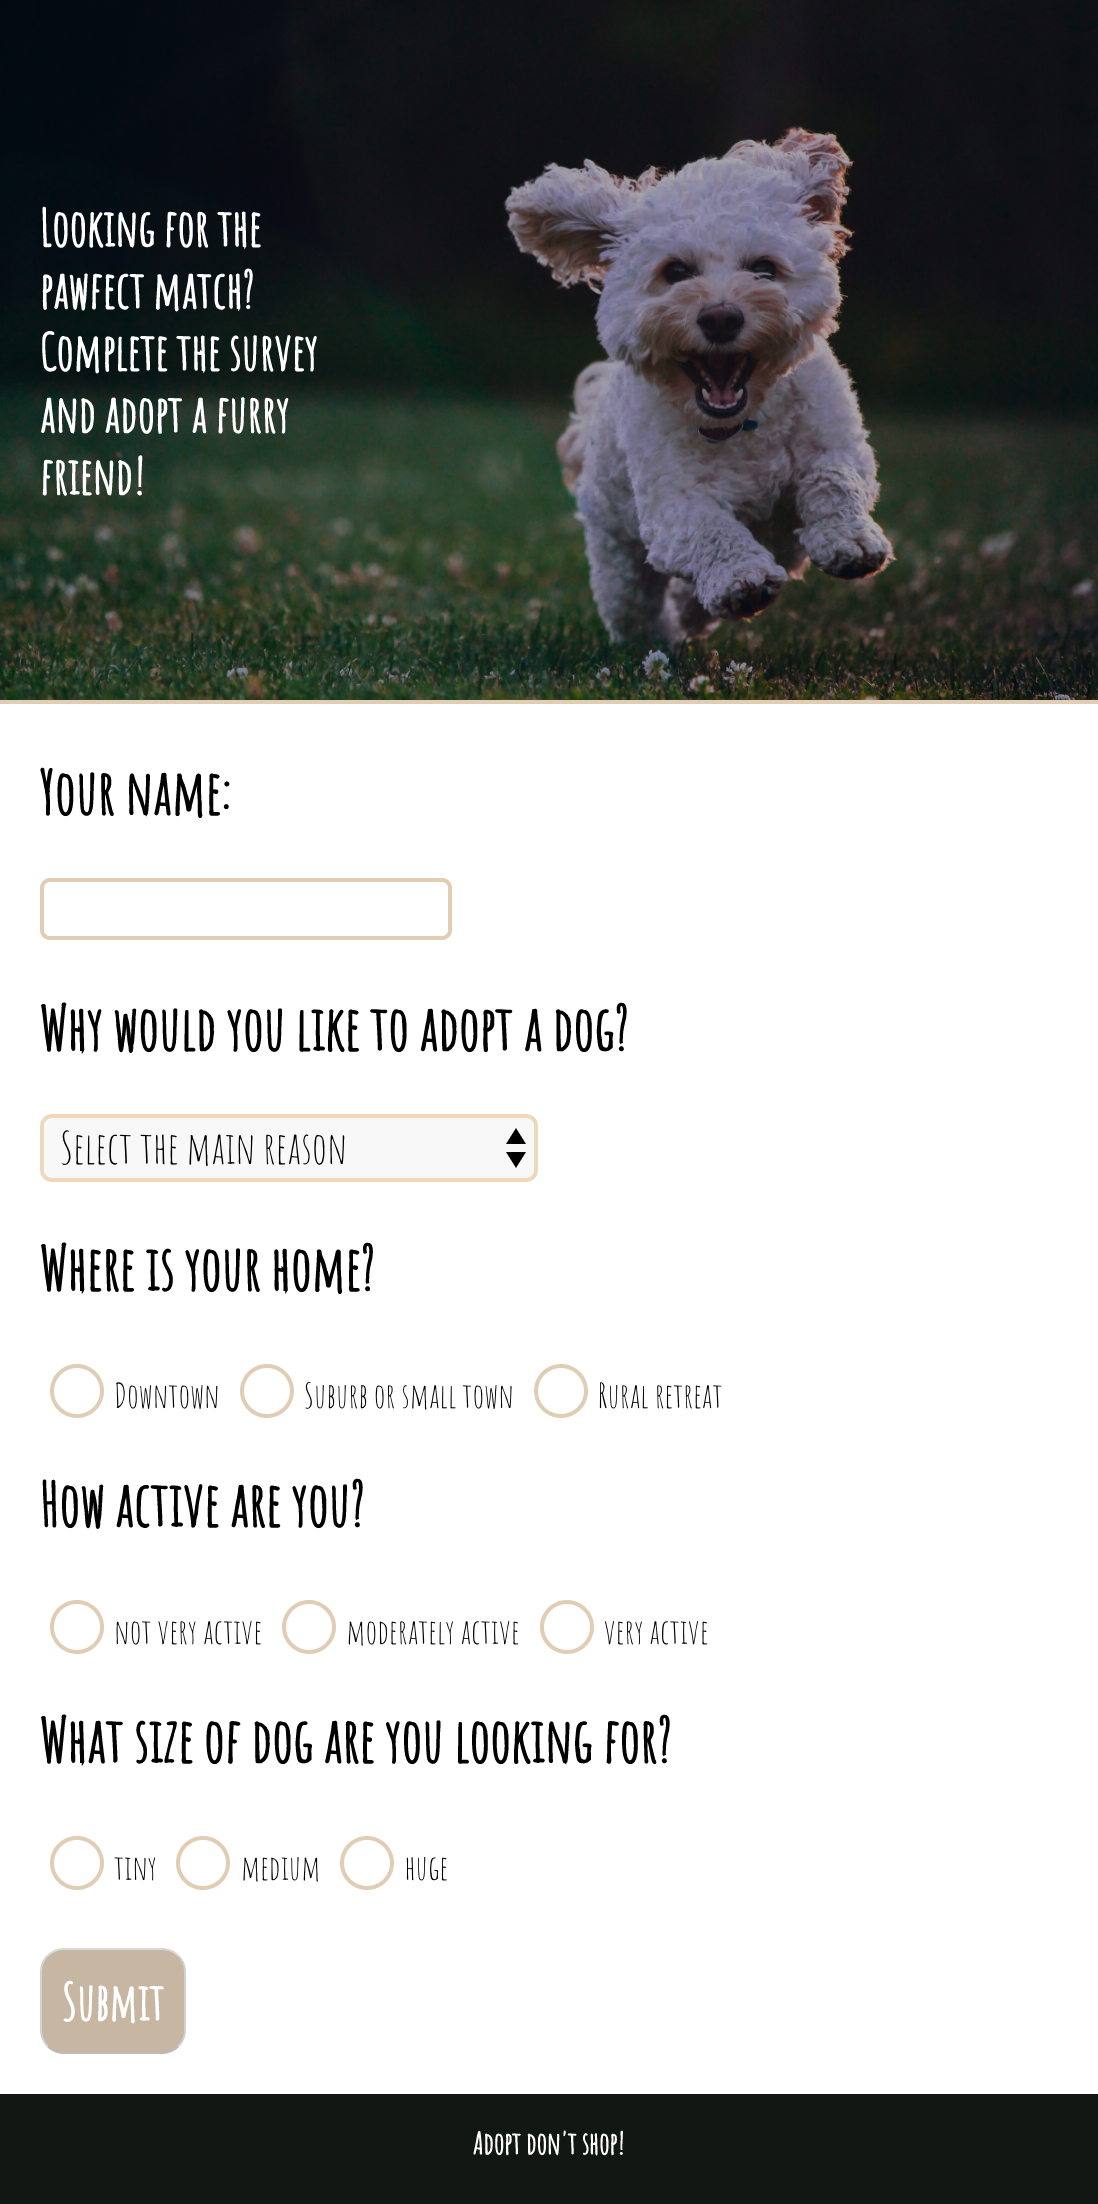 Looking for the
pawfect match?
Complete the survey
and adopt a furry
friend!
Your name:
Why would you like to adopt a dog?
Select the main reason
Where is your home?
Downtown Suburb or small town Rural retreat
How active are you?
not very active moderately active very active
What size of dog are you looking for?
tiny medium huge
Submit
Adopt don't shop!